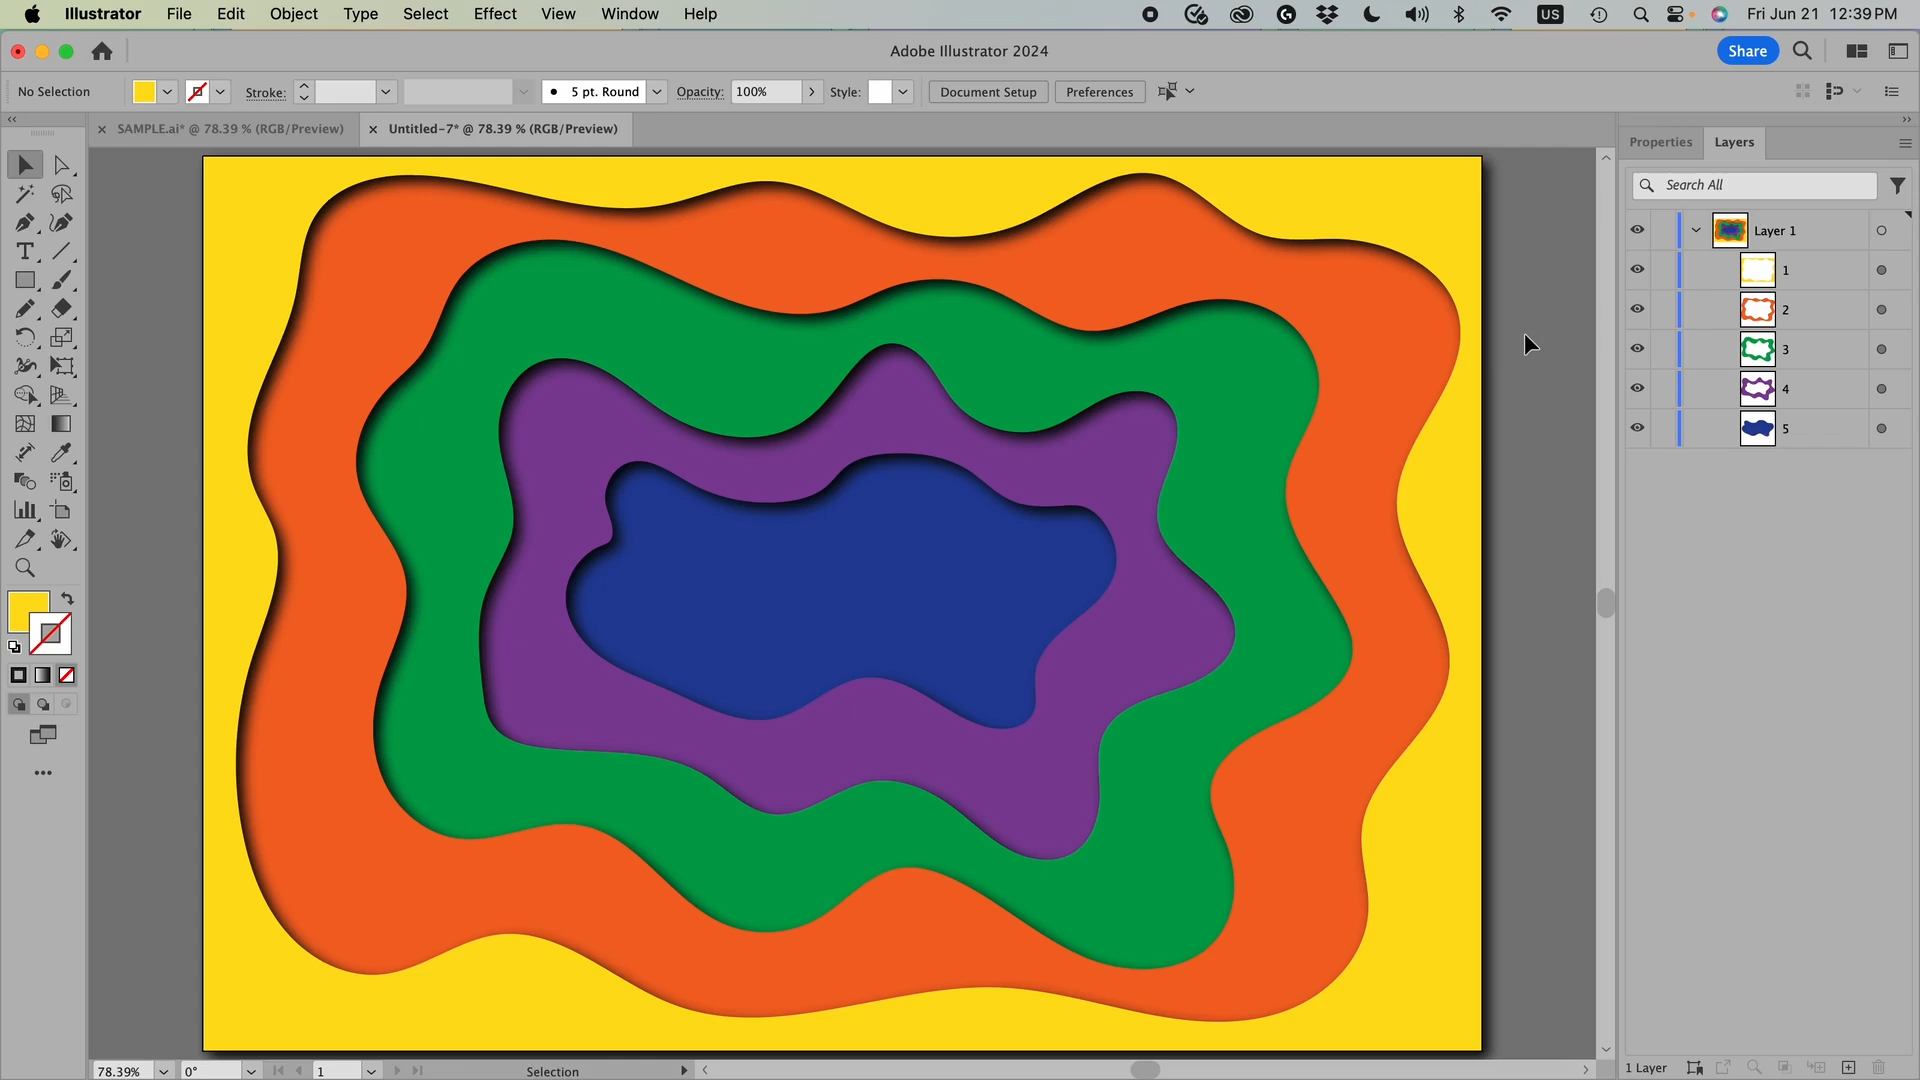 Illustrator File Edit Object Type Select Effect View Window Help US Fri Jun 21 12:39 PM
Adobe Illustrator 2024 Share
No Selection Stroke: 5 pt. Round Opacity: 100% Style: Document Setup Preferences
SAMPLE.ai* @ 78.39 % (RGB/Preview) Untitled-7* @ 78.39 % (RGB/Preview)
Properties Layers
Search All
Layer 1
1
2
3
4
5
78.39% 0° 1 Selection 1 Layer